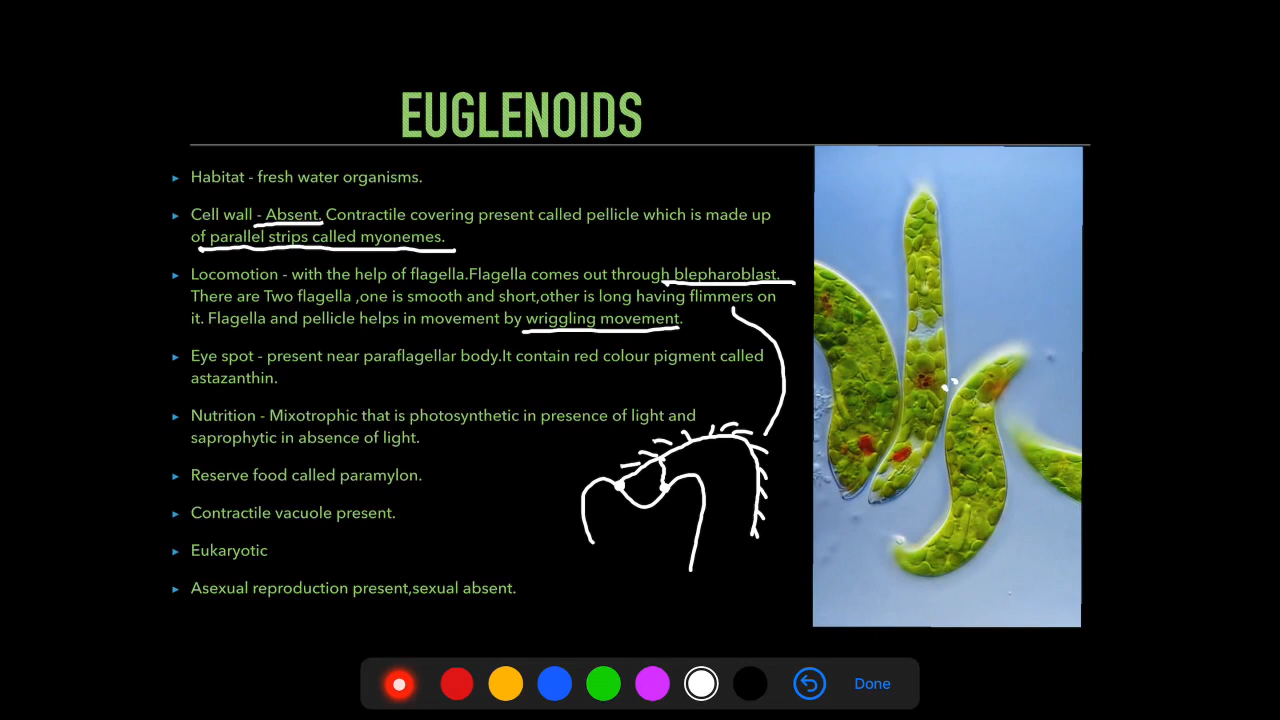 EUGLENOIDS
Habitat - fresh water organisms.
Cell wall - Absent. Contractile covering present called pellicle which is made up
of parallel strips called myonemes.
Locomotion - with the help of flagella.Flagella comes out through blepharoblast.
There are Two flagella ,one is smooth and short,other is long having flimmers on
it. Flagella and pellicle helps in movement by wriggling movement.
Eye spot - present near paraflagellar body.It contain red colour pigment called
astazanthin.
Nutrition - Mixotrophic that is photosynthetic in presence of light and
saprophytic in absence of light.
Reserve food called paramylon.
Contractile vacuole present.
Eukaryotic
Asexual reproduction present,sexual absent.
Done